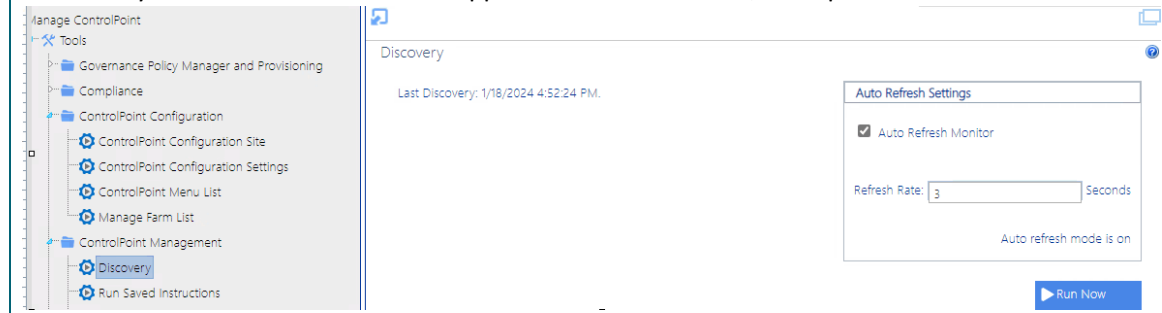 Manage ControlPoint
Tools
Governance Policy Manager and Provisioning
Compliance
ControlPoint Configuration
ControlPoint Configuration Site
ControlPoint Configuration Settings
ControlPoint Menu List
Manage Farm List
ControlPoint Management
Discovery
Run Saved Instructions
Discovery
Last Discovery: 1/18/2024 4:52:24 PM.
Auto Refresh Settings
Auto Refresh Monitor
Refresh Rate: 3 Seconds
Auto refresh mode is on
Run Now